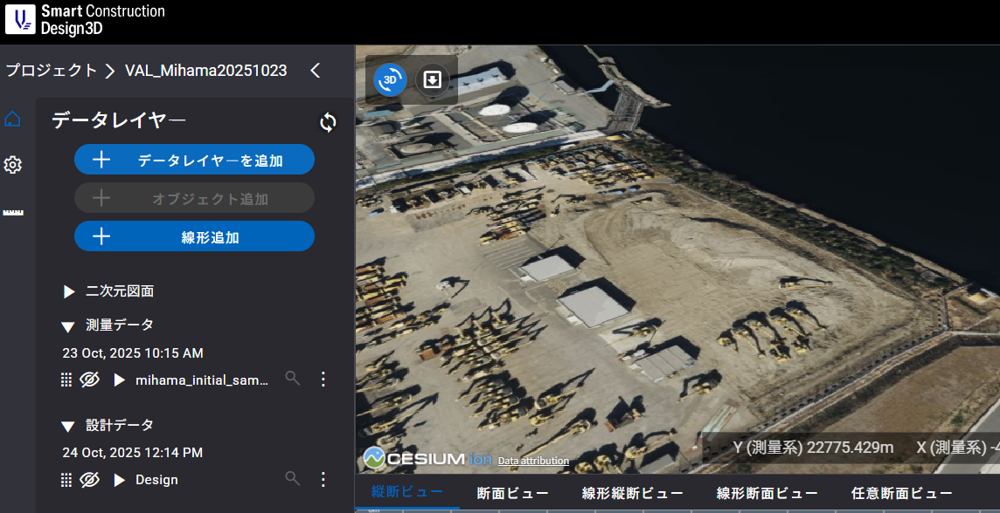 Smart Construction
Design3D
プロジェクト VAL_Mihama20251023
データレイヤー
データレイヤーを追加
オブジェクト追加
線形追加
二次元図面
測量データ
23 Oct, 2025 10:15 AM
mihama_initial_sam...
設計データ
24 Oct, 2025 12:14 PM
Design
3D
Y (測量系) 22775.429m X (測量系) -4
CESIUM ion Data attribution
縦断ビュー 断面ビュー 線形縦断ビュー 線形断面ビュー 任意断面ビュー